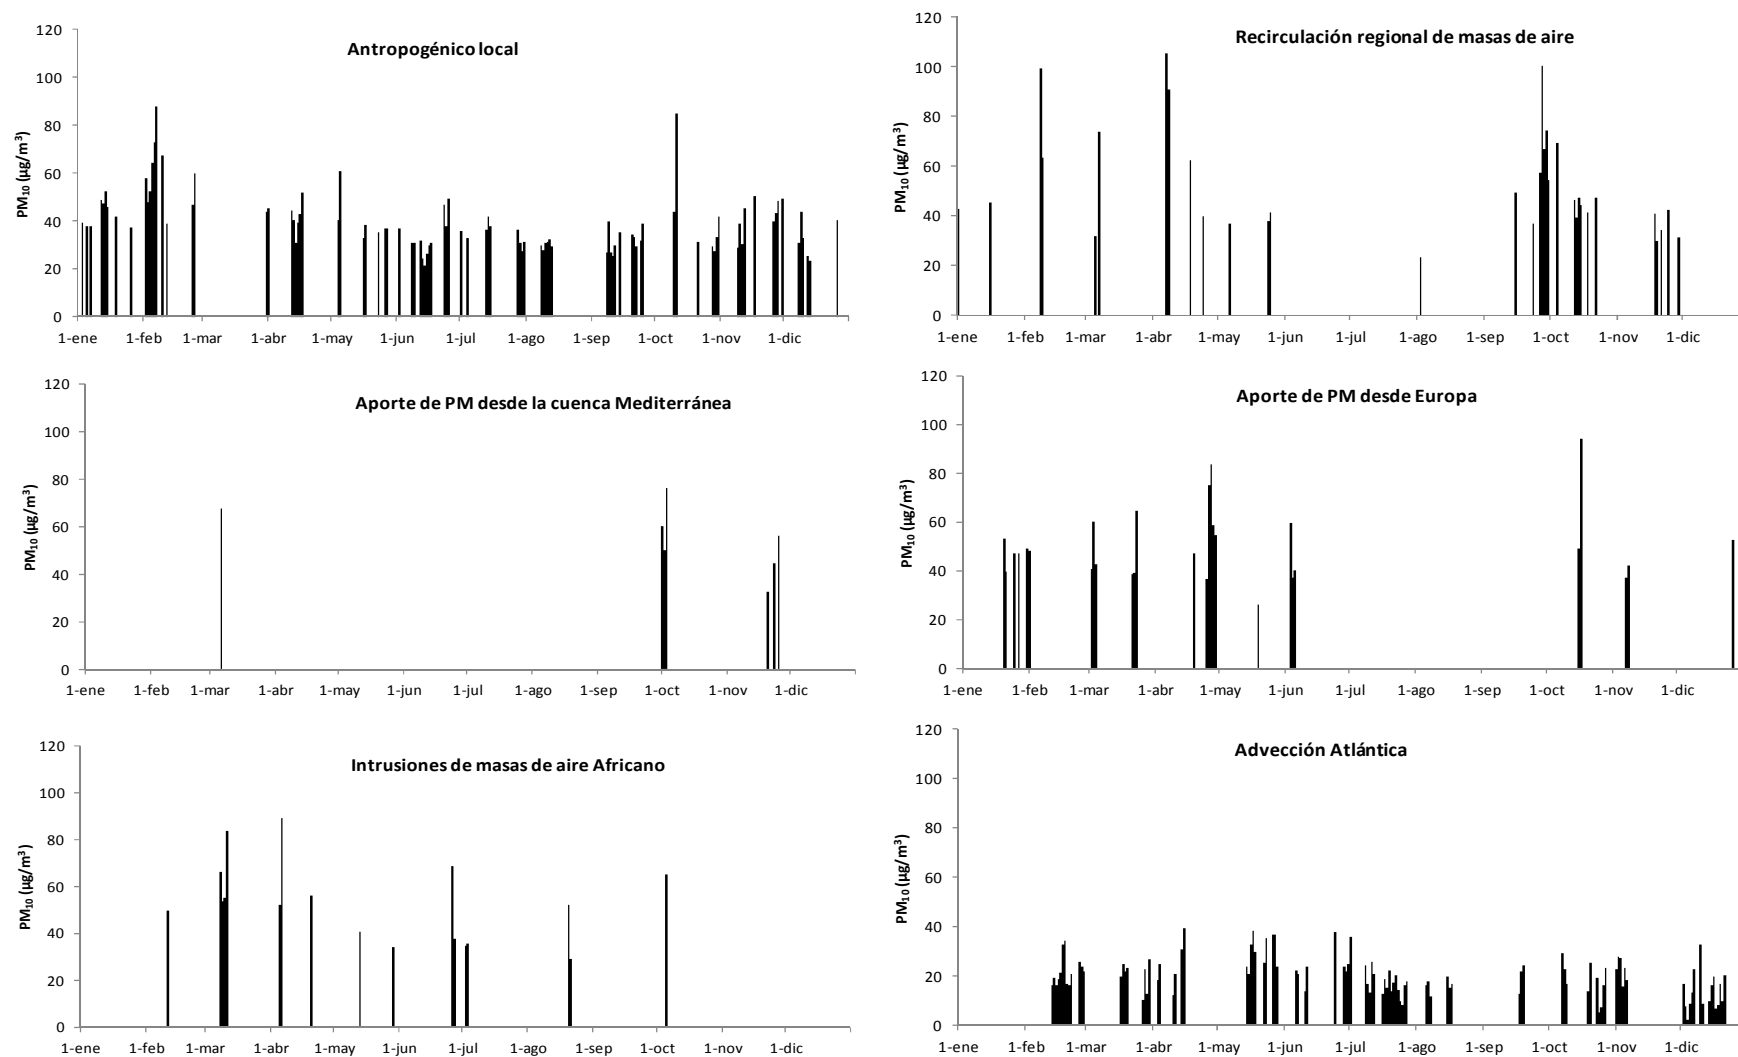 Antropogénico local
PM10 (µg/m³)
120
100
80
60
40
20
0
1-ene 1-feb 1-mar 1-abr 1-may 1-jun 1-jul 1-ago 1-sep 1-oct 1-nov 1-dic
Recirculación regional de masas de aire
PM10 (µg/m³)
120
100
80
60
40
20
0
1-ene 1-feb 1-mar 1-abr 1-may 1-jun 1-jul 1-ago 1-sep 1-oct 1-nov 1-dic
Aporte de PM desde la cuenca Mediterránea
PM10 (µg/m³)
120
100
80
60
40
20
0
1-ene 1-feb 1-mar 1-abr 1-may 1-jun 1-jul 1-ago 1-sep 1-oct 1-nov 1-dic
Aporte de PM desde Europa
PM10 (µg/m³)
120
100
80
60
40
20
0
1-ene 1-feb 1-mar 1-abr 1-may 1-jun 1-jul 1-ago 1-sep 1-oct 1-nov 1-dic
Intrusiones de masas de aire Africano
PM10 (µg/m³)
120
100
80
60
40
20
0
1-ene 1-feb 1-mar 1-abr 1-may 1-jun 1-jul 1-ago 1-sep 1-oct 1-nov 1-dic
Advección Atlántica
PM10 (µg/m³)
120
100
80
60
40
20
0
1-ene 1-feb 1-mar 1-abr 1-may 1-jun 1-jul 1-ago 1-sep 1-oct 1-nov 1-dic